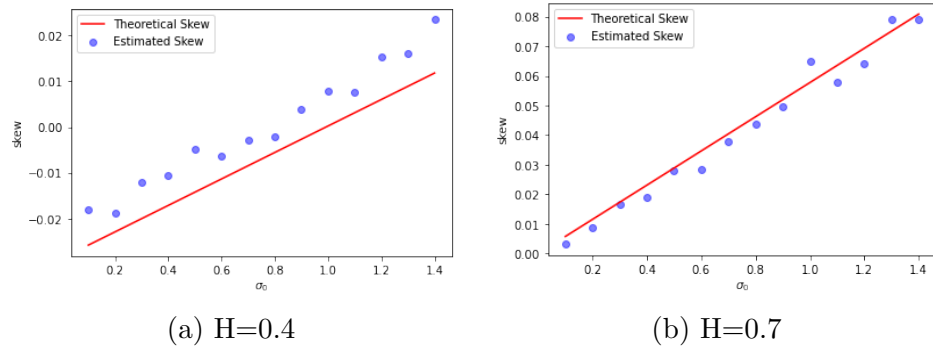 Theoretical Skew
Estimated Skew
0.02
0.01
0.00
−0.01
−0.02
skew
0.2 0.4 0.6 0.8 1.0 1.2 1.4
σ₀
(a) H=0.4
Theoretical Skew
Estimated Skew
0.08
0.07
0.06
0.05
0.04
0.03
0.02
0.01
0.00
skew
0.2 0.4 0.6 0.8 1.0 1.2 1.4
σ₀
(b) H=0.7